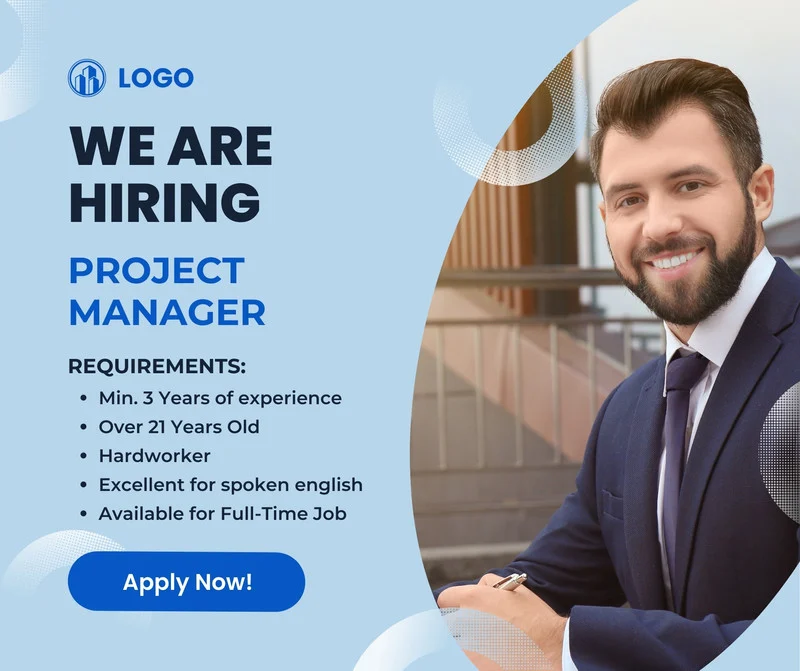 LOGO
WE ARE
HIRING
PROJECT
MANAGER
REQUIREMENTS:
• Min. 3 Years of experience
• Over 21 Years Old
• Hardworker
• Excellent for spoken english
• Available for Full-Time Job
Apply Now!